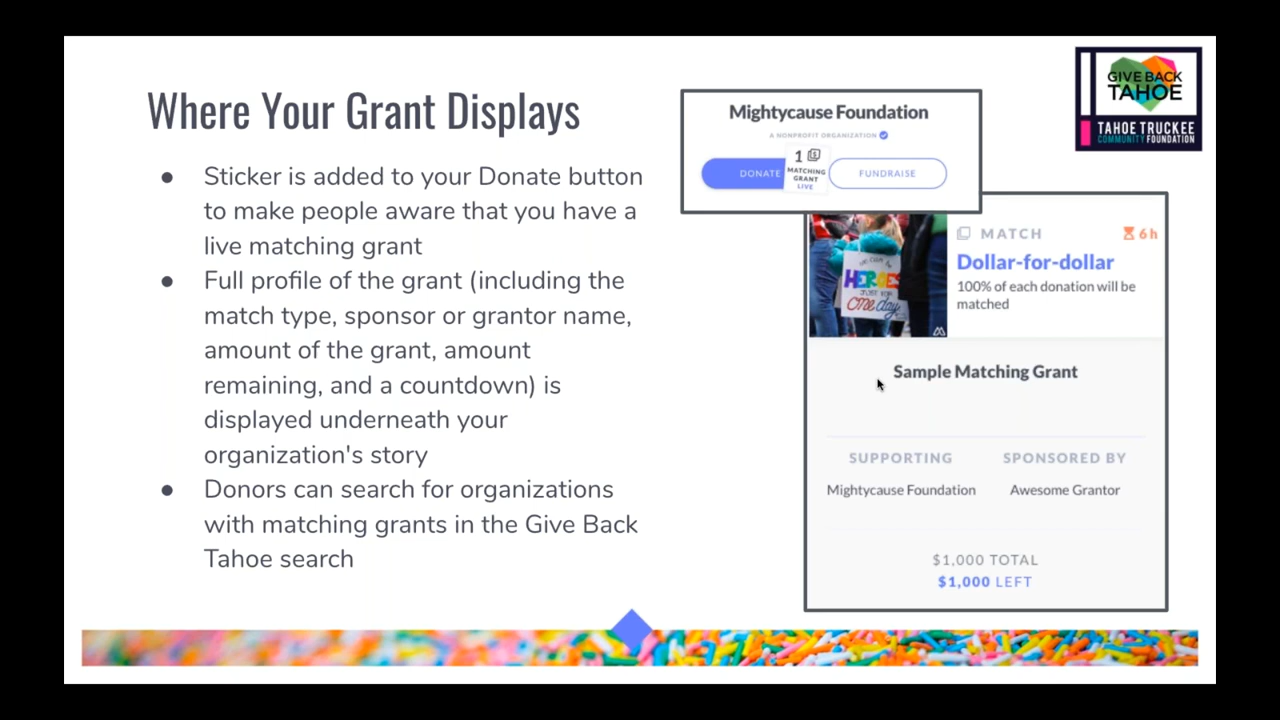 Where Your Grant Displays
● Sticker is added to your Donate button
to make people aware that you have a
live matching grant
● Full profile of the grant (including the
match type, sponsor or grantor name,
amount of the grant, amount
remaining, and a countdown) is
displayed underneath your
organization's story
● Donors can search for organizations
with matching grants in the Give Back
Tahoe search
Mightycause Foundation
A NONPROFIT ORGANIZATION
DONATE
1
MATCHING
GRANT
LIVE
FUNDRAISE
GIVE BACK
TAHOE
TAHOE TRUCKEE
COMMUNITY FOUNDATION
HEROES
JUST FOR
ONE day
MATCH
6h
Dollar-for-dollar
100% of each donation will be
matched
Sample Matching Grant
SUPPORTING
Mightycause Foundation
SPONSORED BY
Awesome Grantor
$1,000 TOTAL
$1,000 LEFT